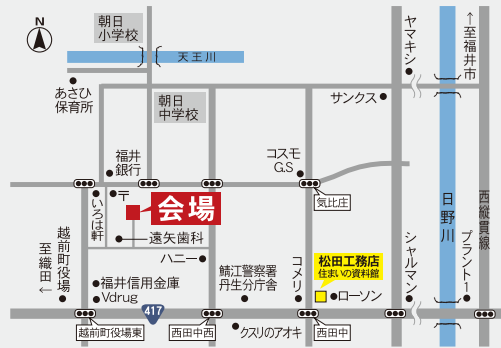 N
朝日
小学校
天王川
あさひ
保育所
朝日
中学校
ヤマキシ
←至福井市
サンクス
福井
銀行
コスモ
G.S
気比庄
〒
いろは軒
会場
遠矢歯科
ハニー
越前町役場
至織田←
福井信用金庫
Vdrug
鯖江警察署
丹生分庁舎
コメリ
松田工務店
住まいの資料館
ローソン
シャルマン
日野川
プラント1
西縦貫線
417
越前町役場東
西田中西
クスリのアオキ
西田中